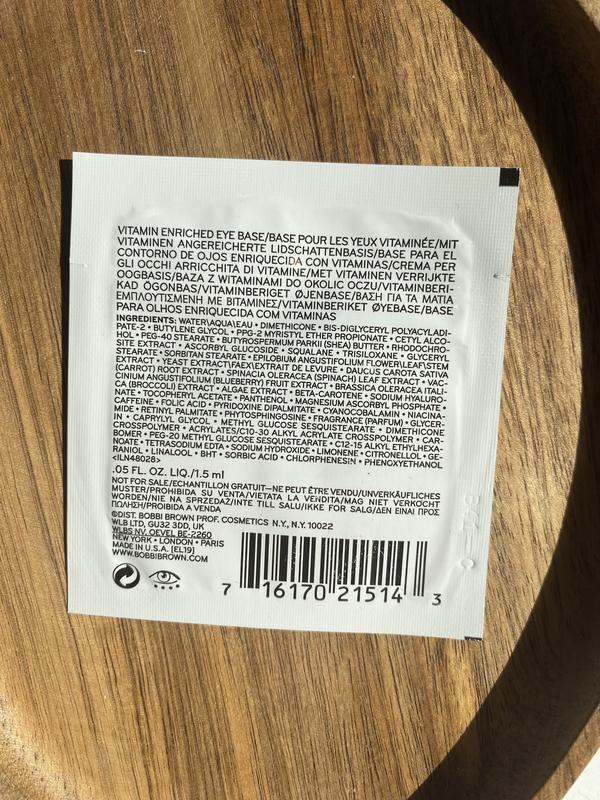 VITAMIN ENRICHED EYE BASE/BASE POUR LES YEUX VITAMINÉE/MIT
VITAMINEN ANGEREICHERTE LIDSCHATTENBASIS/BASE PARA EL
CONTORNO DE OJOS ENRIQUECIDA CON VITAMINAS/CREMA PER
GLI OCCHI ARRICCHITA DI VITAMINE/MET VITAMINEN VERRIJKTE
OOGBASIS/BAZA Z WITAMINAMI DO OKOLIC OCZU/VITAMINBERI-
KAD ÖGONBAS/VITAMINBERIGET ØJENBASE/ΒΑΣΗ ΓΙΑ ΤΑ ΜΑΤΙΑ
ΕΜΠΛΟΥΤΙΣΜΕΝΗ ΜΕ ΒΙΤΑΜΙΝΕΣ/VITAMINBERIKET ØYEBASE/BASE
PARA OLHOS ENRIQUECIDA COM VITAMINAS
INGREDIENTS: WATER\AQUA\EAU • DIMETHICONE • BIS-DIGLYCERYL POLYACYLADI-
PATE-2 • BUTYLENE GLYCOL • PPG-2 MYRISTYL ETHER PROPIONATE • CETYL ALCO-
HOL • PEG-40 STEARATE • BUTYROSPERMUM PARKII (SHEA) BUTTER • RHODOCHRO-
SITE EXTRACT • ASCORBYL GLUCOSIDE • SQUALANE • TRISILOXANE • GLYCERYL
STEARATE • SORBITAN STEARATE • EPILOBIUM ANGUSTIFOLIUM FLOWER\LEAF\STEM
EXTRACT • YEAST EXTRACT\FAEX\EXTRAIT DE LEVURE • DAUCUS CAROTA SATIVA
(CARROT) ROOT EXTRACT • SPINACIA OLERACEA (SPINACH) LEAF EXTRACT • VAC-
CINIUM ANGUSTIFOLIUM (BLUEBERRY) FRUIT EXTRACT • BRASSICA OLERACEA ITALI-
CA (BROCCOLI) EXTRACT • ALGAE EXTRACT • BETA-CAROTENE • SODIUM HYALURO-
NATE • TOCOPHERYL ACETATE • PANTHENOL • MAGNESIUM ASCORBYL PHOSPHATE •
CAFFEINE • FOLIC ACID • PYRIDOXINE DIPALMITATE • CYANOCOBALAMIN • NIACINA-
MIDE • RETINYL PALMITATE • PHYTOSPHINGOSINE • FRAGRANCE (PARFUM) • GLYCER-
IN • CAPRYLYL GLYCOL • METHYL GLUCOSE SESQUISTEARATE • DIMETHICONE
CROSSPOLYMER • ACRYLATES/C10-30 ALKYL ACRYLATE CROSSPOLYMER • CAR-
BOMER • PEG-20 METHYL GLUCOSE SESQUISTEARATE • C12-15 ALKYL ETHYLHEXA-
NOATE • TETRASODIUM EDTA • SODIUM HYDROXIDE • LIMONENE • CITRONELLOL • GE-
RANIOL • LINALOOL • BHT • SORBIC ACID • CHLORPHENESIN • PHENOXYETHANOL
<ILN48028>
.05 FL. OZ. LIQ./1.5 ml
NOT FOR SALE/ECHANTILLON GRATUIT—NE PEUT ÊTRE VENDU/UNVERKÄUFLICHES
MUSTER/PROHIBIDA SU VENTA/VIETATA LA VENDITA/MAG NIET VERKOCHT
WORDEN/NIE NA SPRZEDAŻ/INTE TILL SALU/IKKE FOR SALG/ΔΕΝ ΕΙΝΑΙ ΠΡΟΣ
ΠΩΛΗΣΗ/PROIBIDA A VENDA
©DIST. BOBBI BROWN PROF. COSMETICS N.Y., N.Y. 10022
WLB LTD, GU32 3DD, UK
WLBS NV, OEVEL BE-2260
NEW YORK • LONDON • PARIS
MADE IN U.S.A. [EL19]
WWW.BOBBIBROWN.COM
7 16170 21514 3